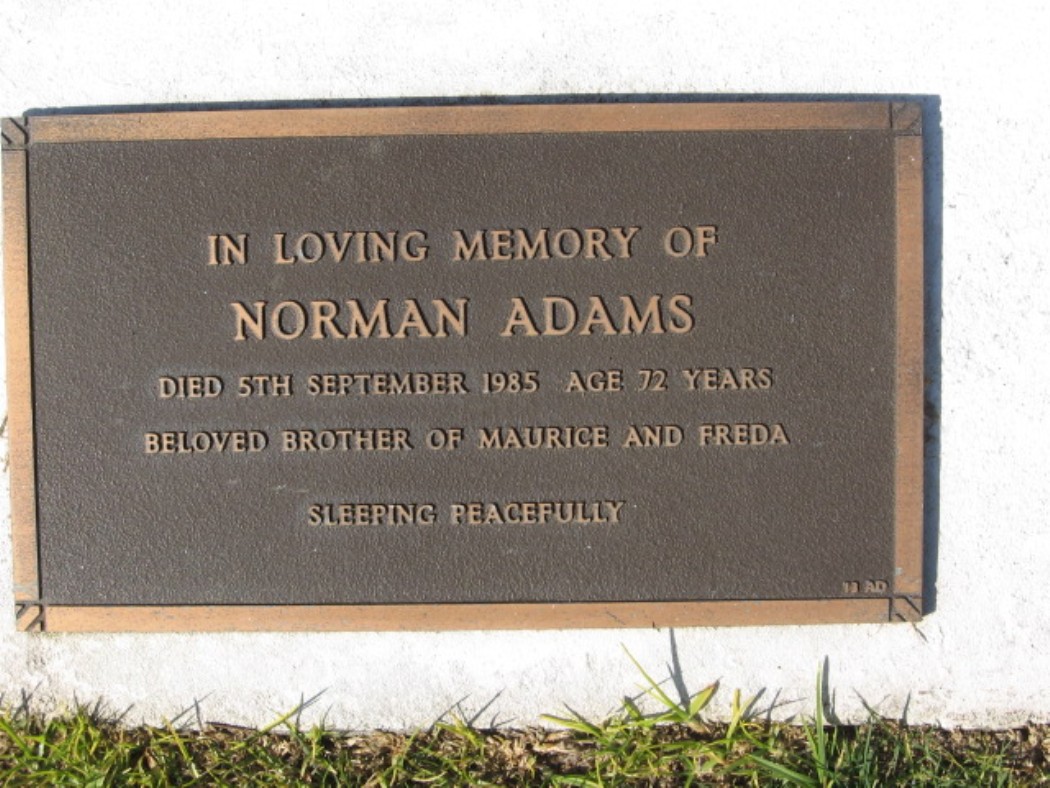 IN LOVING MEMORY OF
NORMAN ADAMS
DIED 5TH SEPTEMBER 1985 AGE 72 YEARS
BELOVED BROTHER OF MAURICE AND FREDA
SLEEPING PEACEFULLY